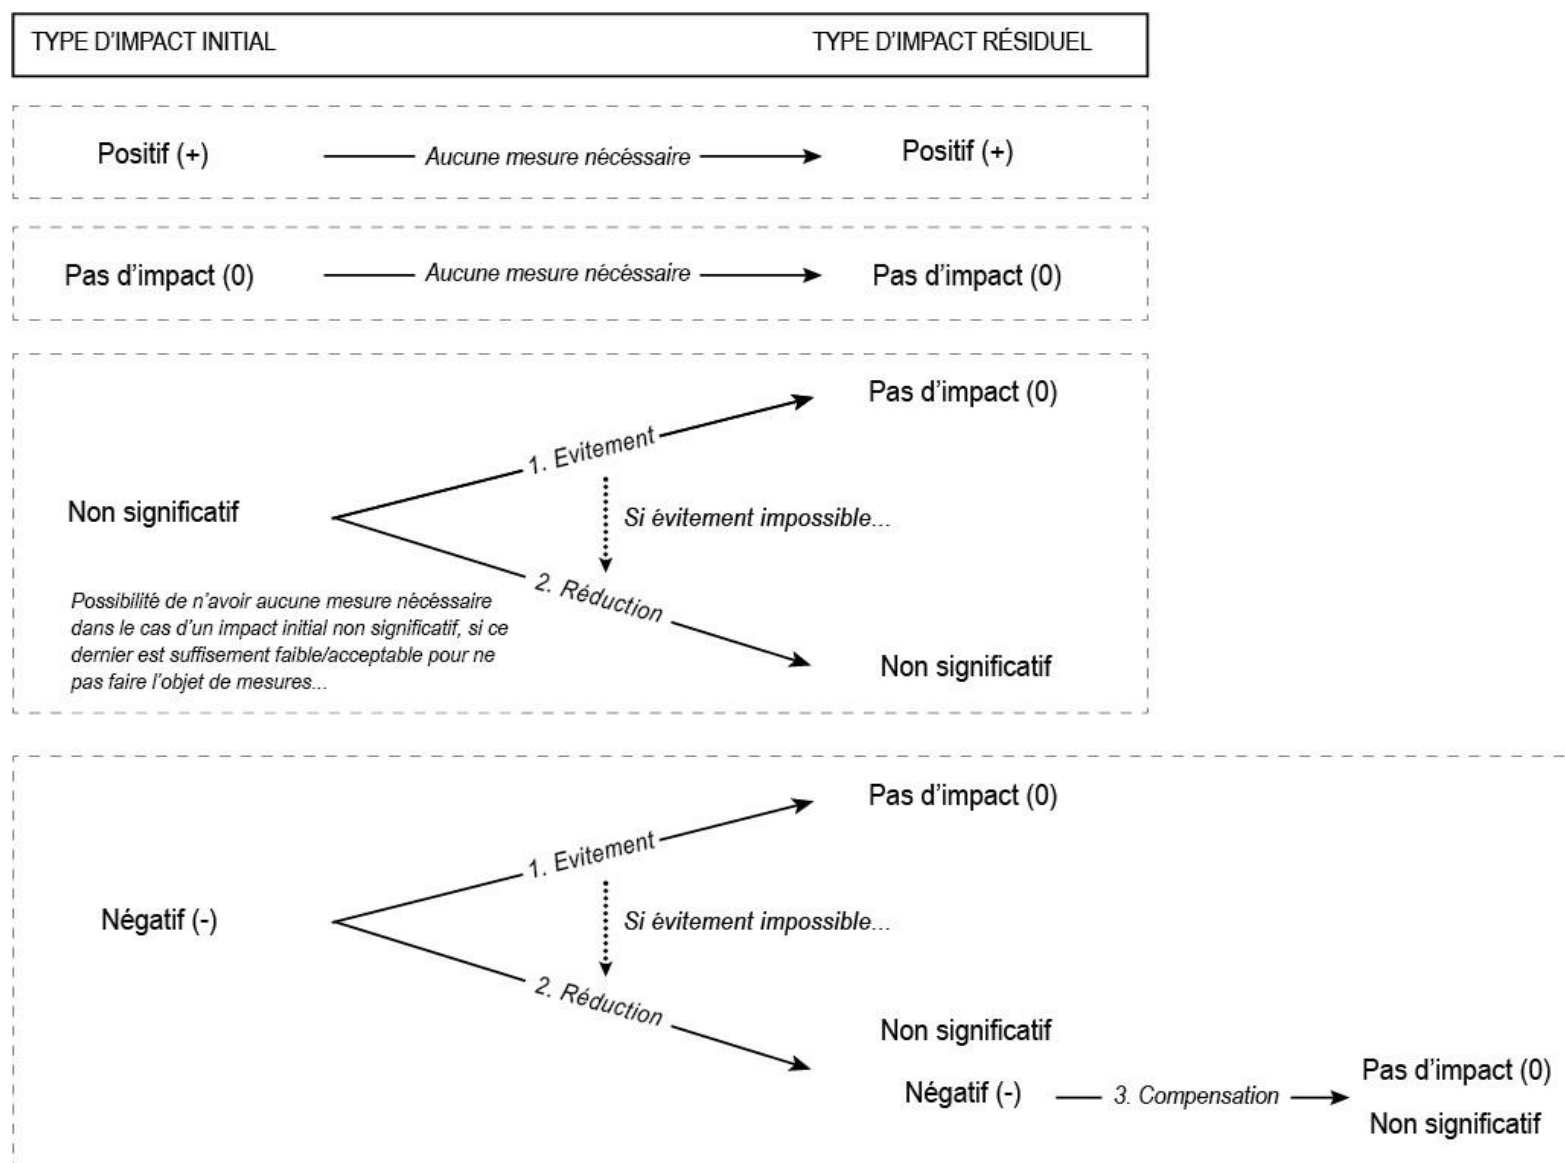 TYPE D'IMPACT INITIAL
TYPE D'IMPACT RÉSIDUEL
Positif (+)
Aucune mesure nécéssaire
Positif (+)
Pas d'impact (0)
Aucune mesure nécéssaire
Pas d'impact (0)
Pas d'impact (0)
1. Evitement
Non significatif
Si évitement impossible...
2. Réduction
Possibilité de n'avoir aucune mesure nécéssaire
dans le cas d'un impact initial non significatif, si ce
dernier est suffisement faible/acceptable pour ne
pas faire l'objet de mesures...
Non significatif
Pas d'impact (0)
1. Evitement
Négatif (-)
Si évitement impossible...
2. Réduction
Non significatif
Négatif (-)
3. Compensation
Pas d'impact (0)
Non significatif